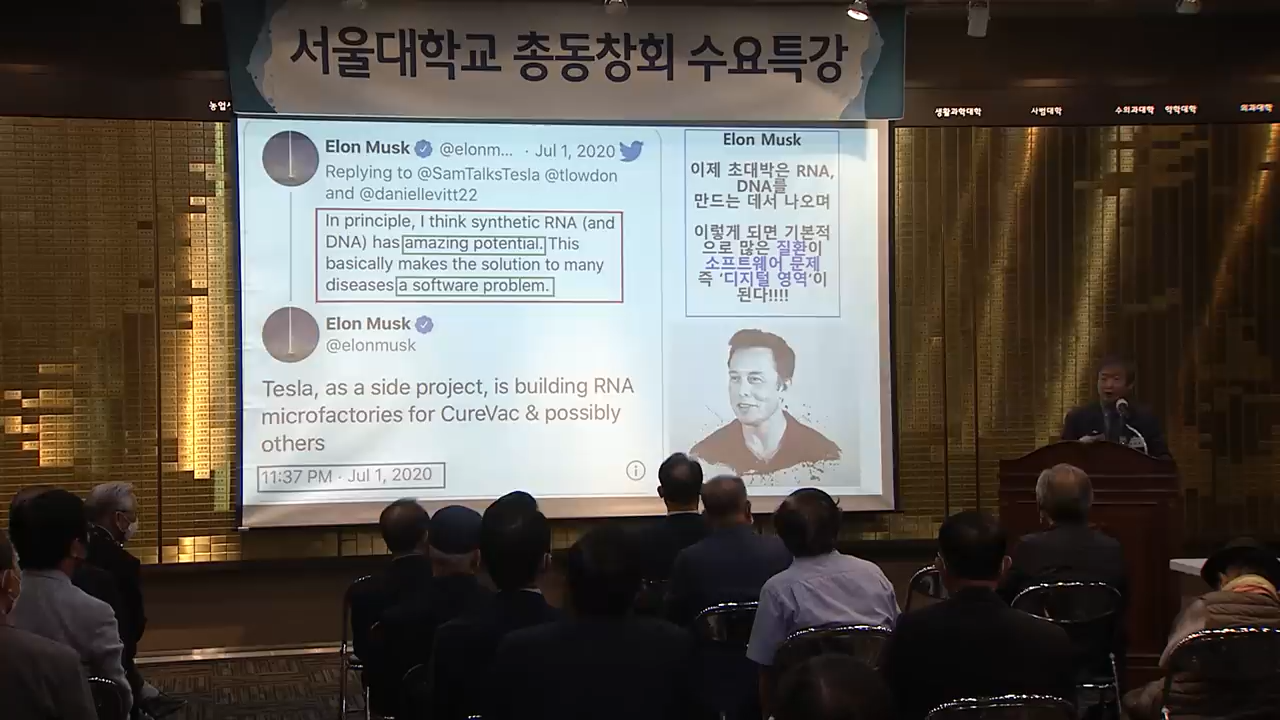 서울대학교 총동창회 수요특강
생활과학대학
사범대학
수의과대학
약학대학
Elon Musk @elonm... · Jul 1, 2020
Replying to @SamTalksTesla @tlowdon
and @daniellevitt22
In principle, I think synthetic RNA (and
DNA) has amazing potential. This
basically makes the solution to many
diseases a software problem.
Elon Musk
@elonmusk
Tesla, as a side project, is building RNA
microfactories for CureVac & possibly
others
11:37 PM · Jul 1, 2020
Elon Musk
이제 초대박은 RNA,
DNA를
만드는 데서 나오며
이렇게 되면 기본적
으로 많은 질환이
소프트웨어 문제
즉 '디지털 영역'이
된다!!!!